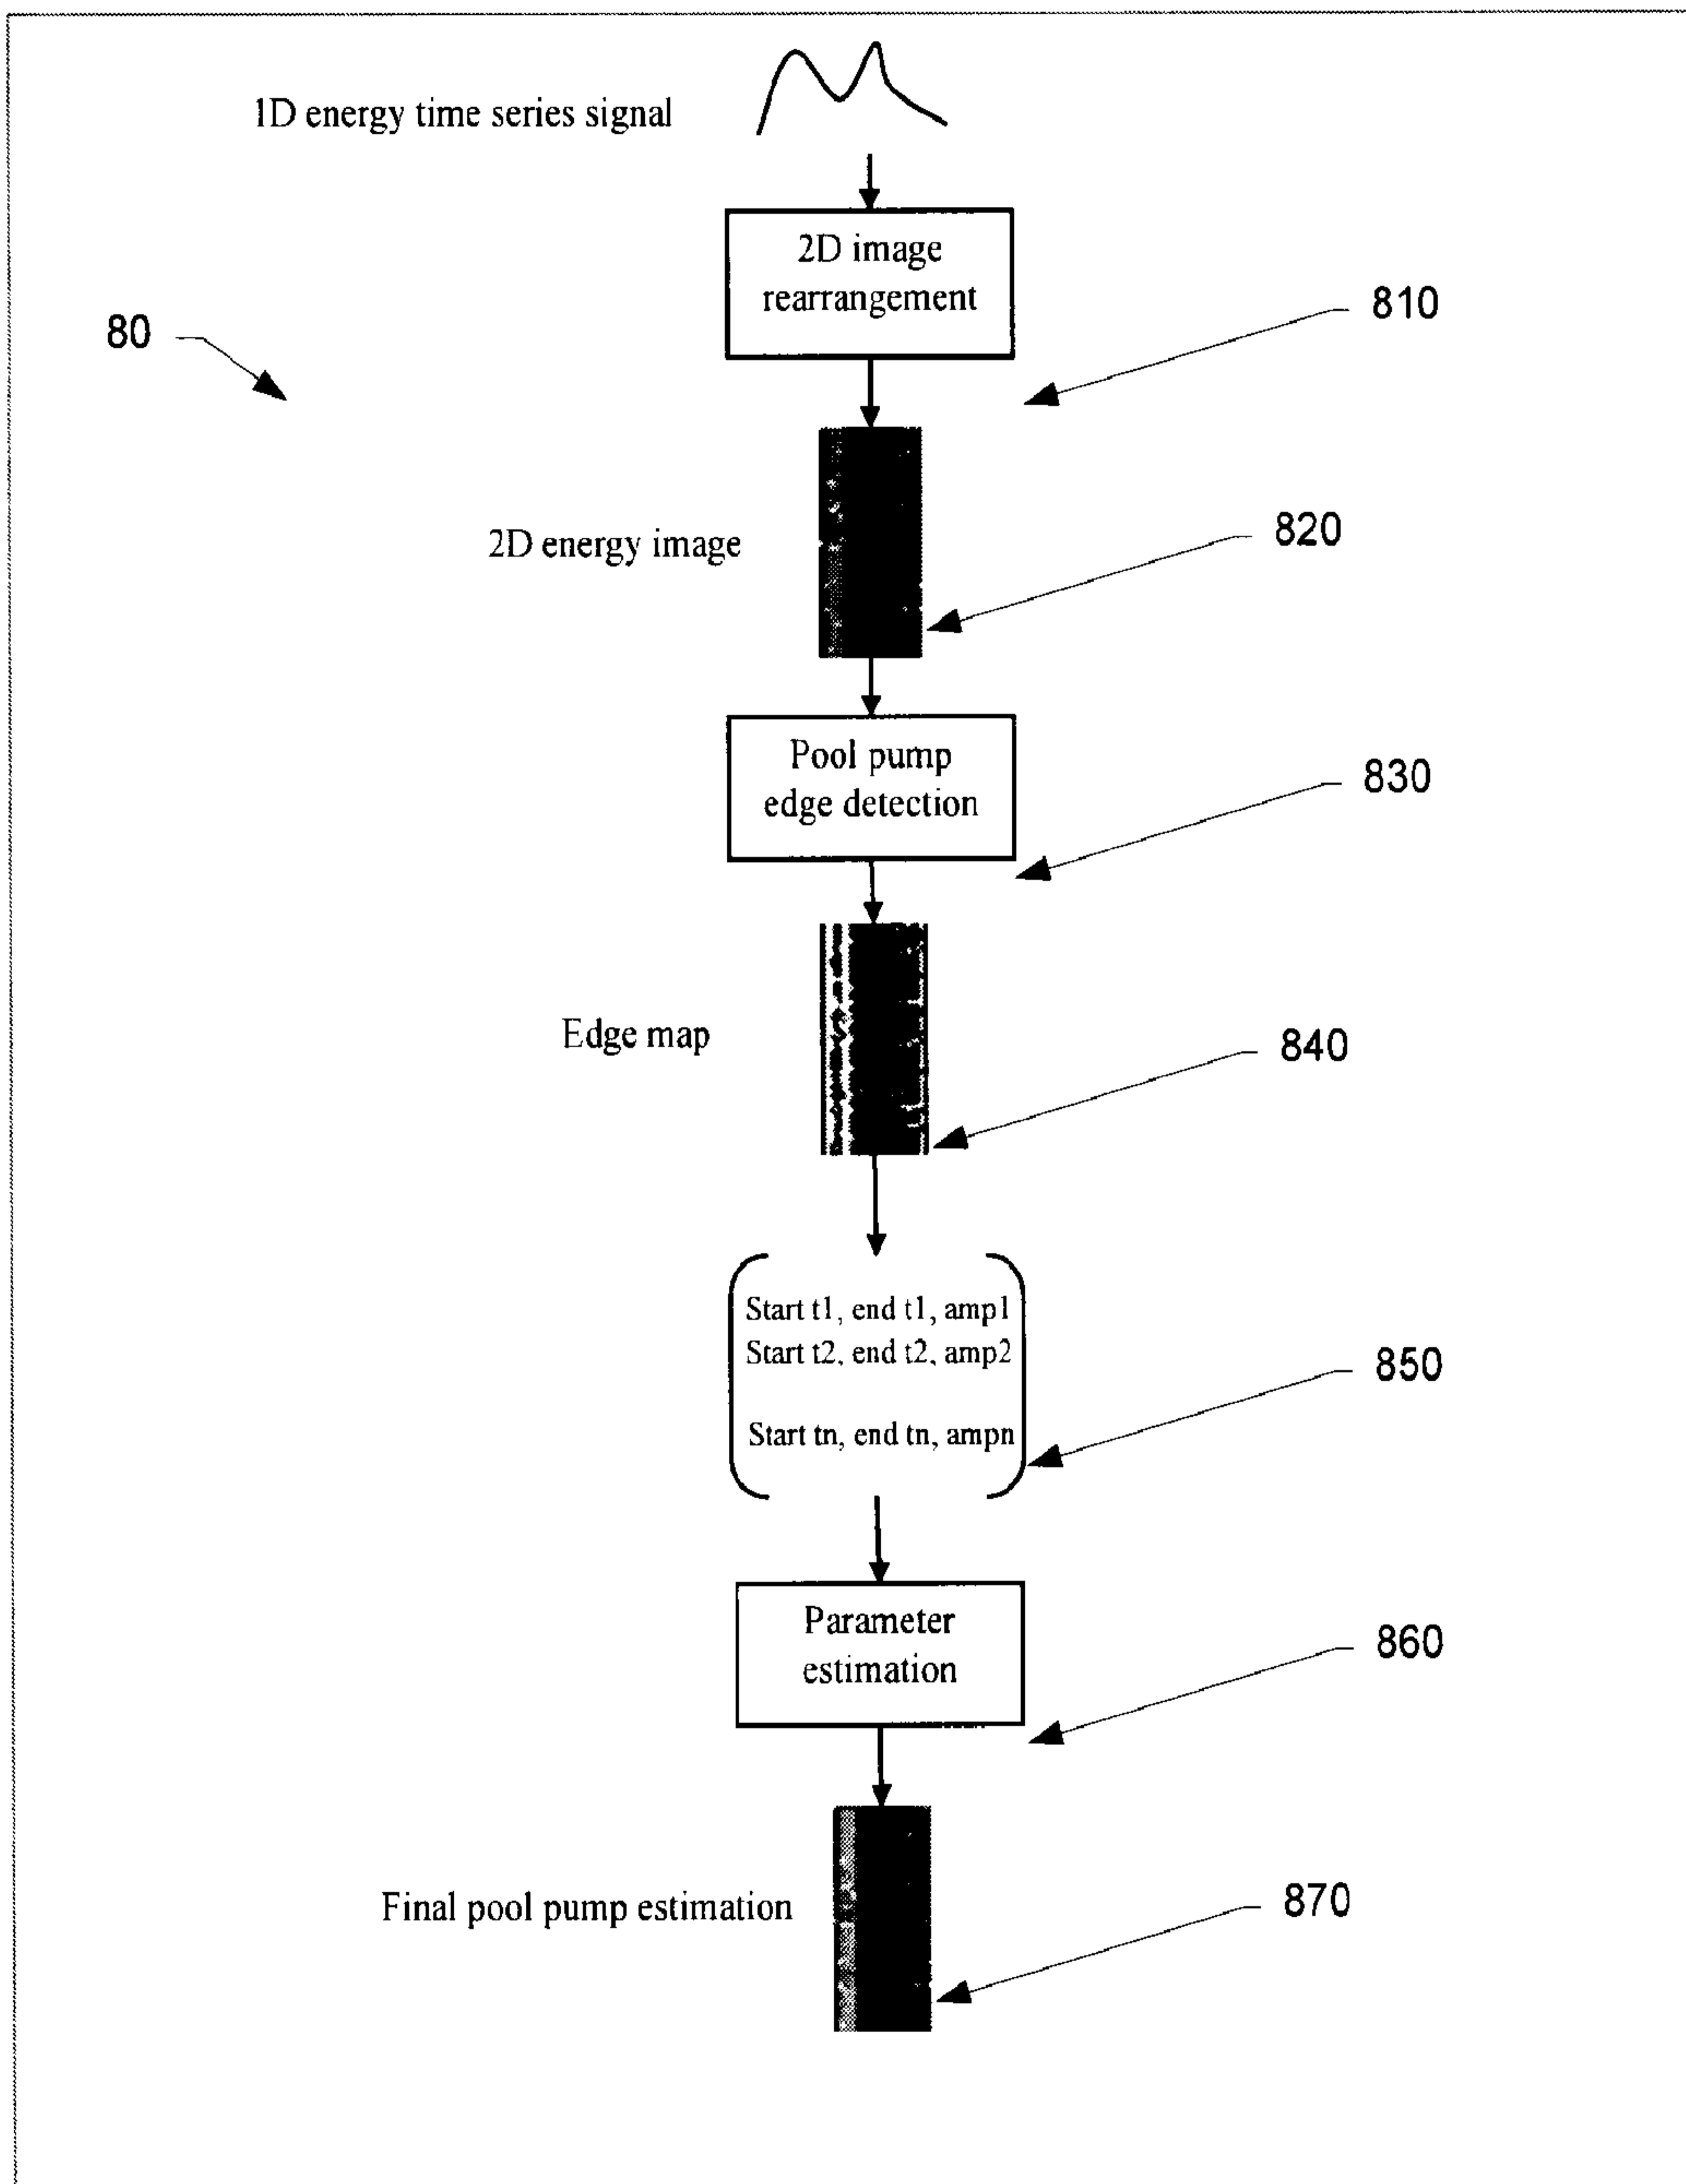 1D energy time series signal
2D image
rearrangement
810
80
820
2D energy image
Pool pump
edge detection
830
Edge map
840
Start t1, end t1, amp1
Start t2, end t2, amp2
850
Start tn, end tn, ampn
Parameter
estimation
860
Final pool pump estimation
870